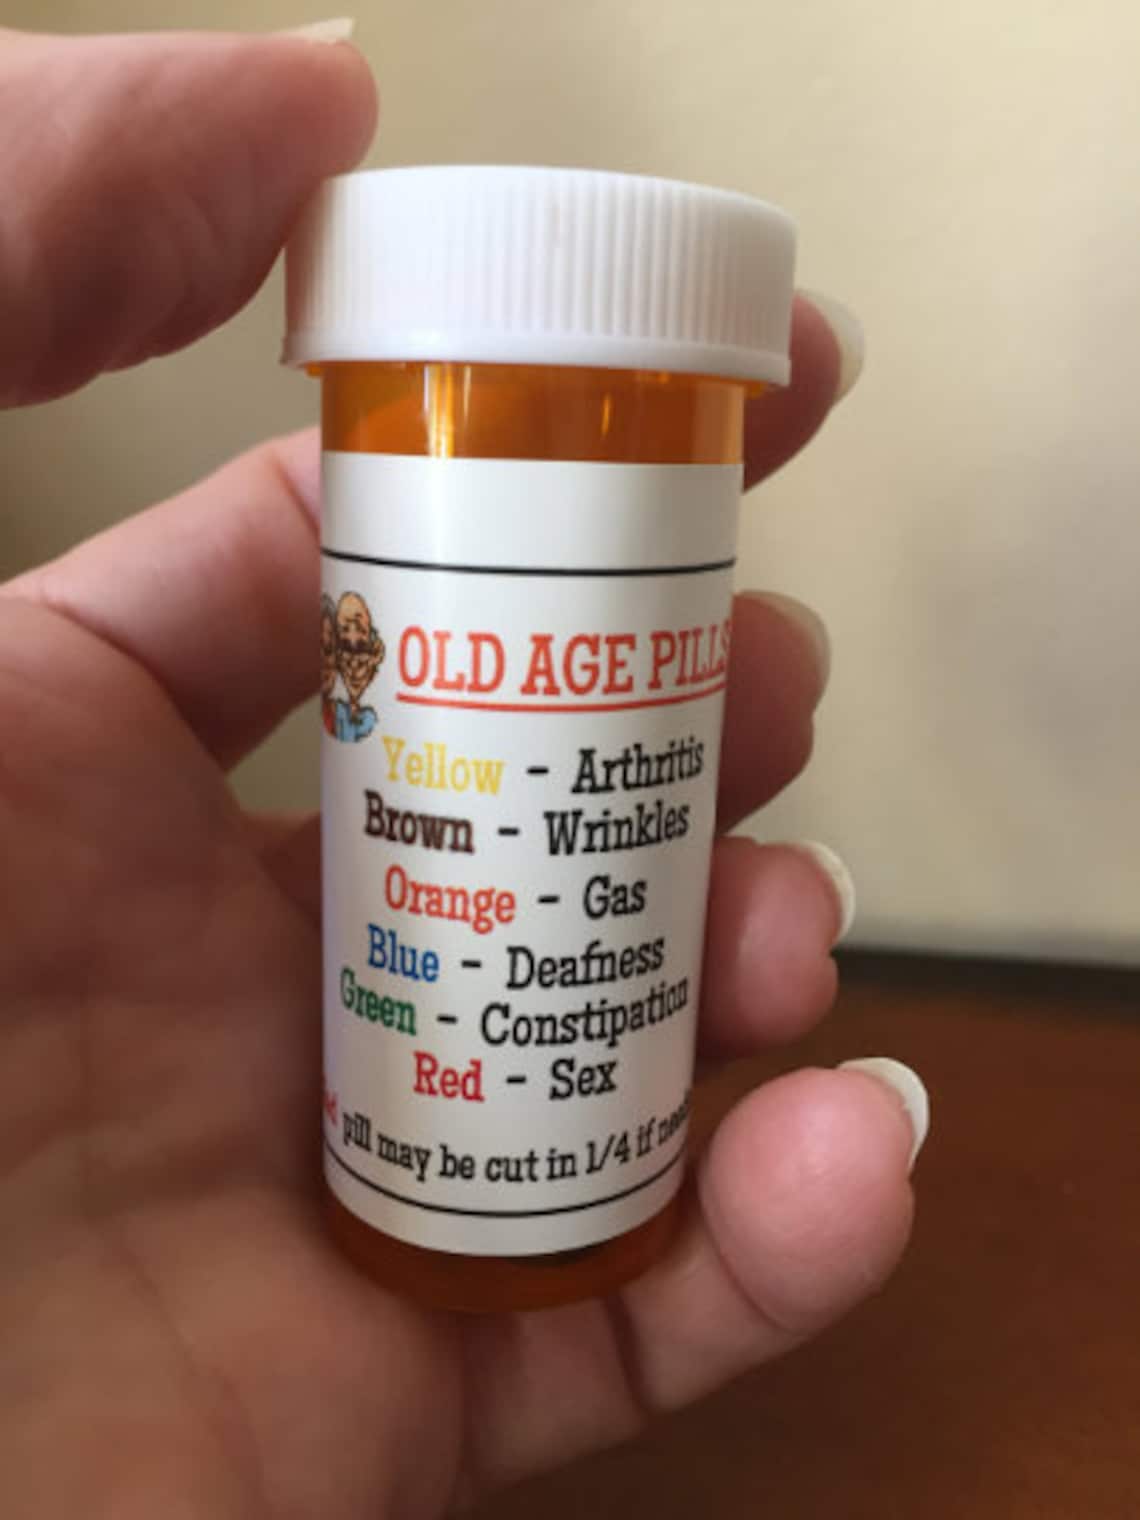 OLD AGE PILLS
Yellow - Arthritis
Brown - Wrinkles
Orange - Gas
Blue - Deafness
Green - Constipation
Red - Sex
pill may be cut in 1/4 if